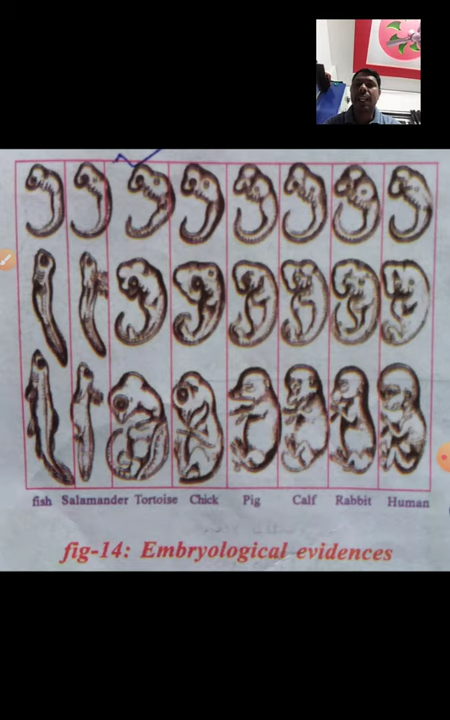 fish Salamander Tortoise Chick Pig Calf Rabbit Human
fig-14: Embryological evidences